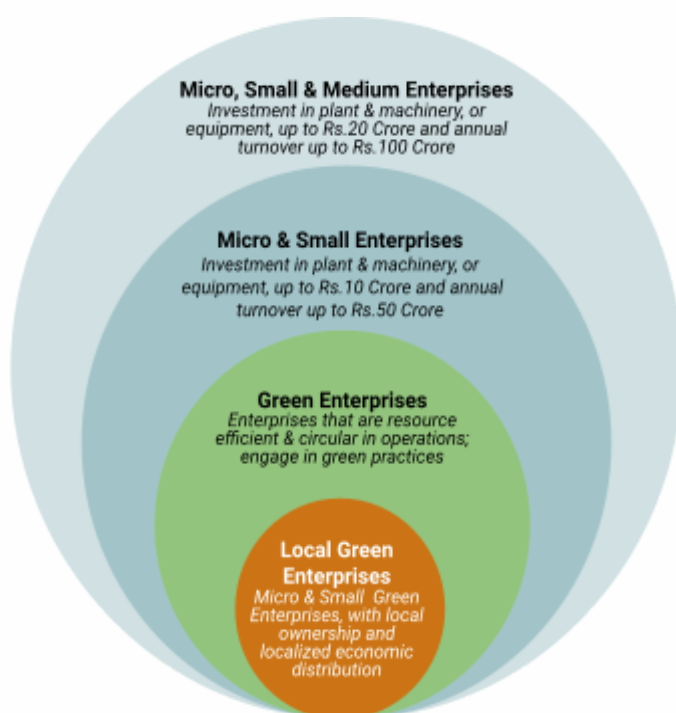 Micro, Small & Medium Enterprises
Investment in plant & machinery, or
equipment, up to Rs.20 Crore and annual
turnover up to Rs.100 Crore
Micro & Small Enterprises
Investment in plant & machinery, or
equipment, up to Rs.10 Crore and annual
turnover up to Rs.50 Crore
Green Enterprises
Enterprises that are resource
efficient & circular in operations;
engage in green practices
Local Green
Enterprises
Micro & Small Green
Enterprises, with local
ownership and
localized economic
distribution